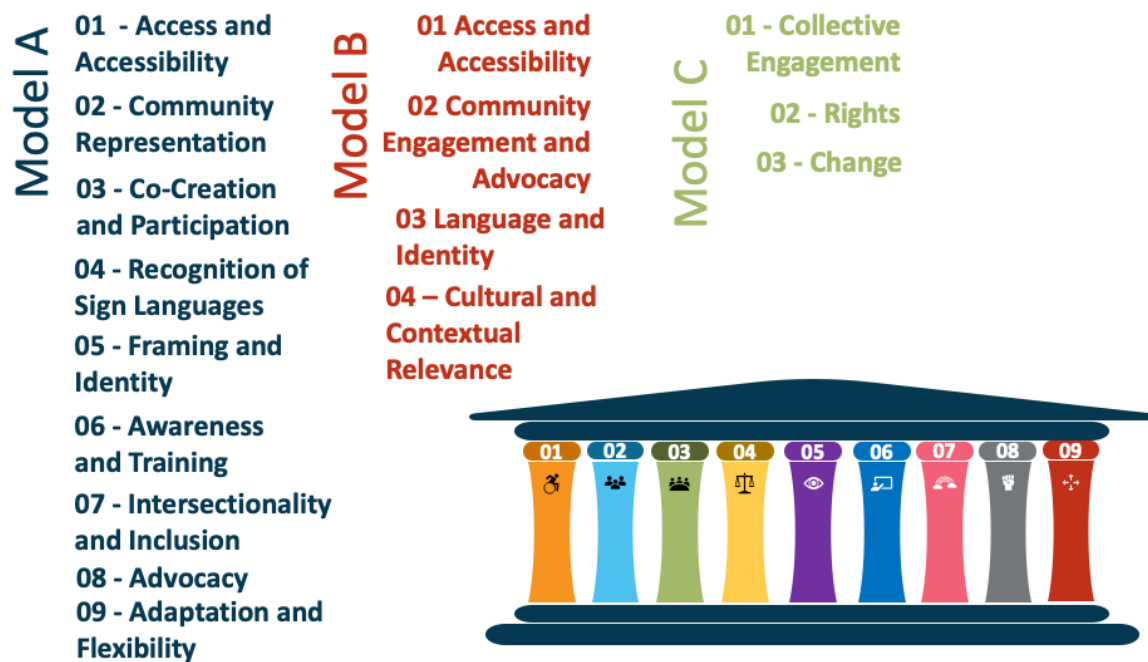 Model A
01 - Access and
Accessibility
02 - Community
Representation
03 - Co-Creation
and Participation
04 - Recognition of
Sign Languages
05 - Framing and
Identity
06 - Awareness
and Training
07 - Intersectionality
and Inclusion
08 - Advocacy
09 - Adaptation and
Flexibility
Model B
01 Access and
Accessibility
02 Community
Engagement and
Advocacy
03 Language and
Identity
04 – Cultural and
Contextual
Relevance
Model C
01 - Collective
Engagement
02 - Rights
03 - Change
01 02 03 04 05 06 07 08 09